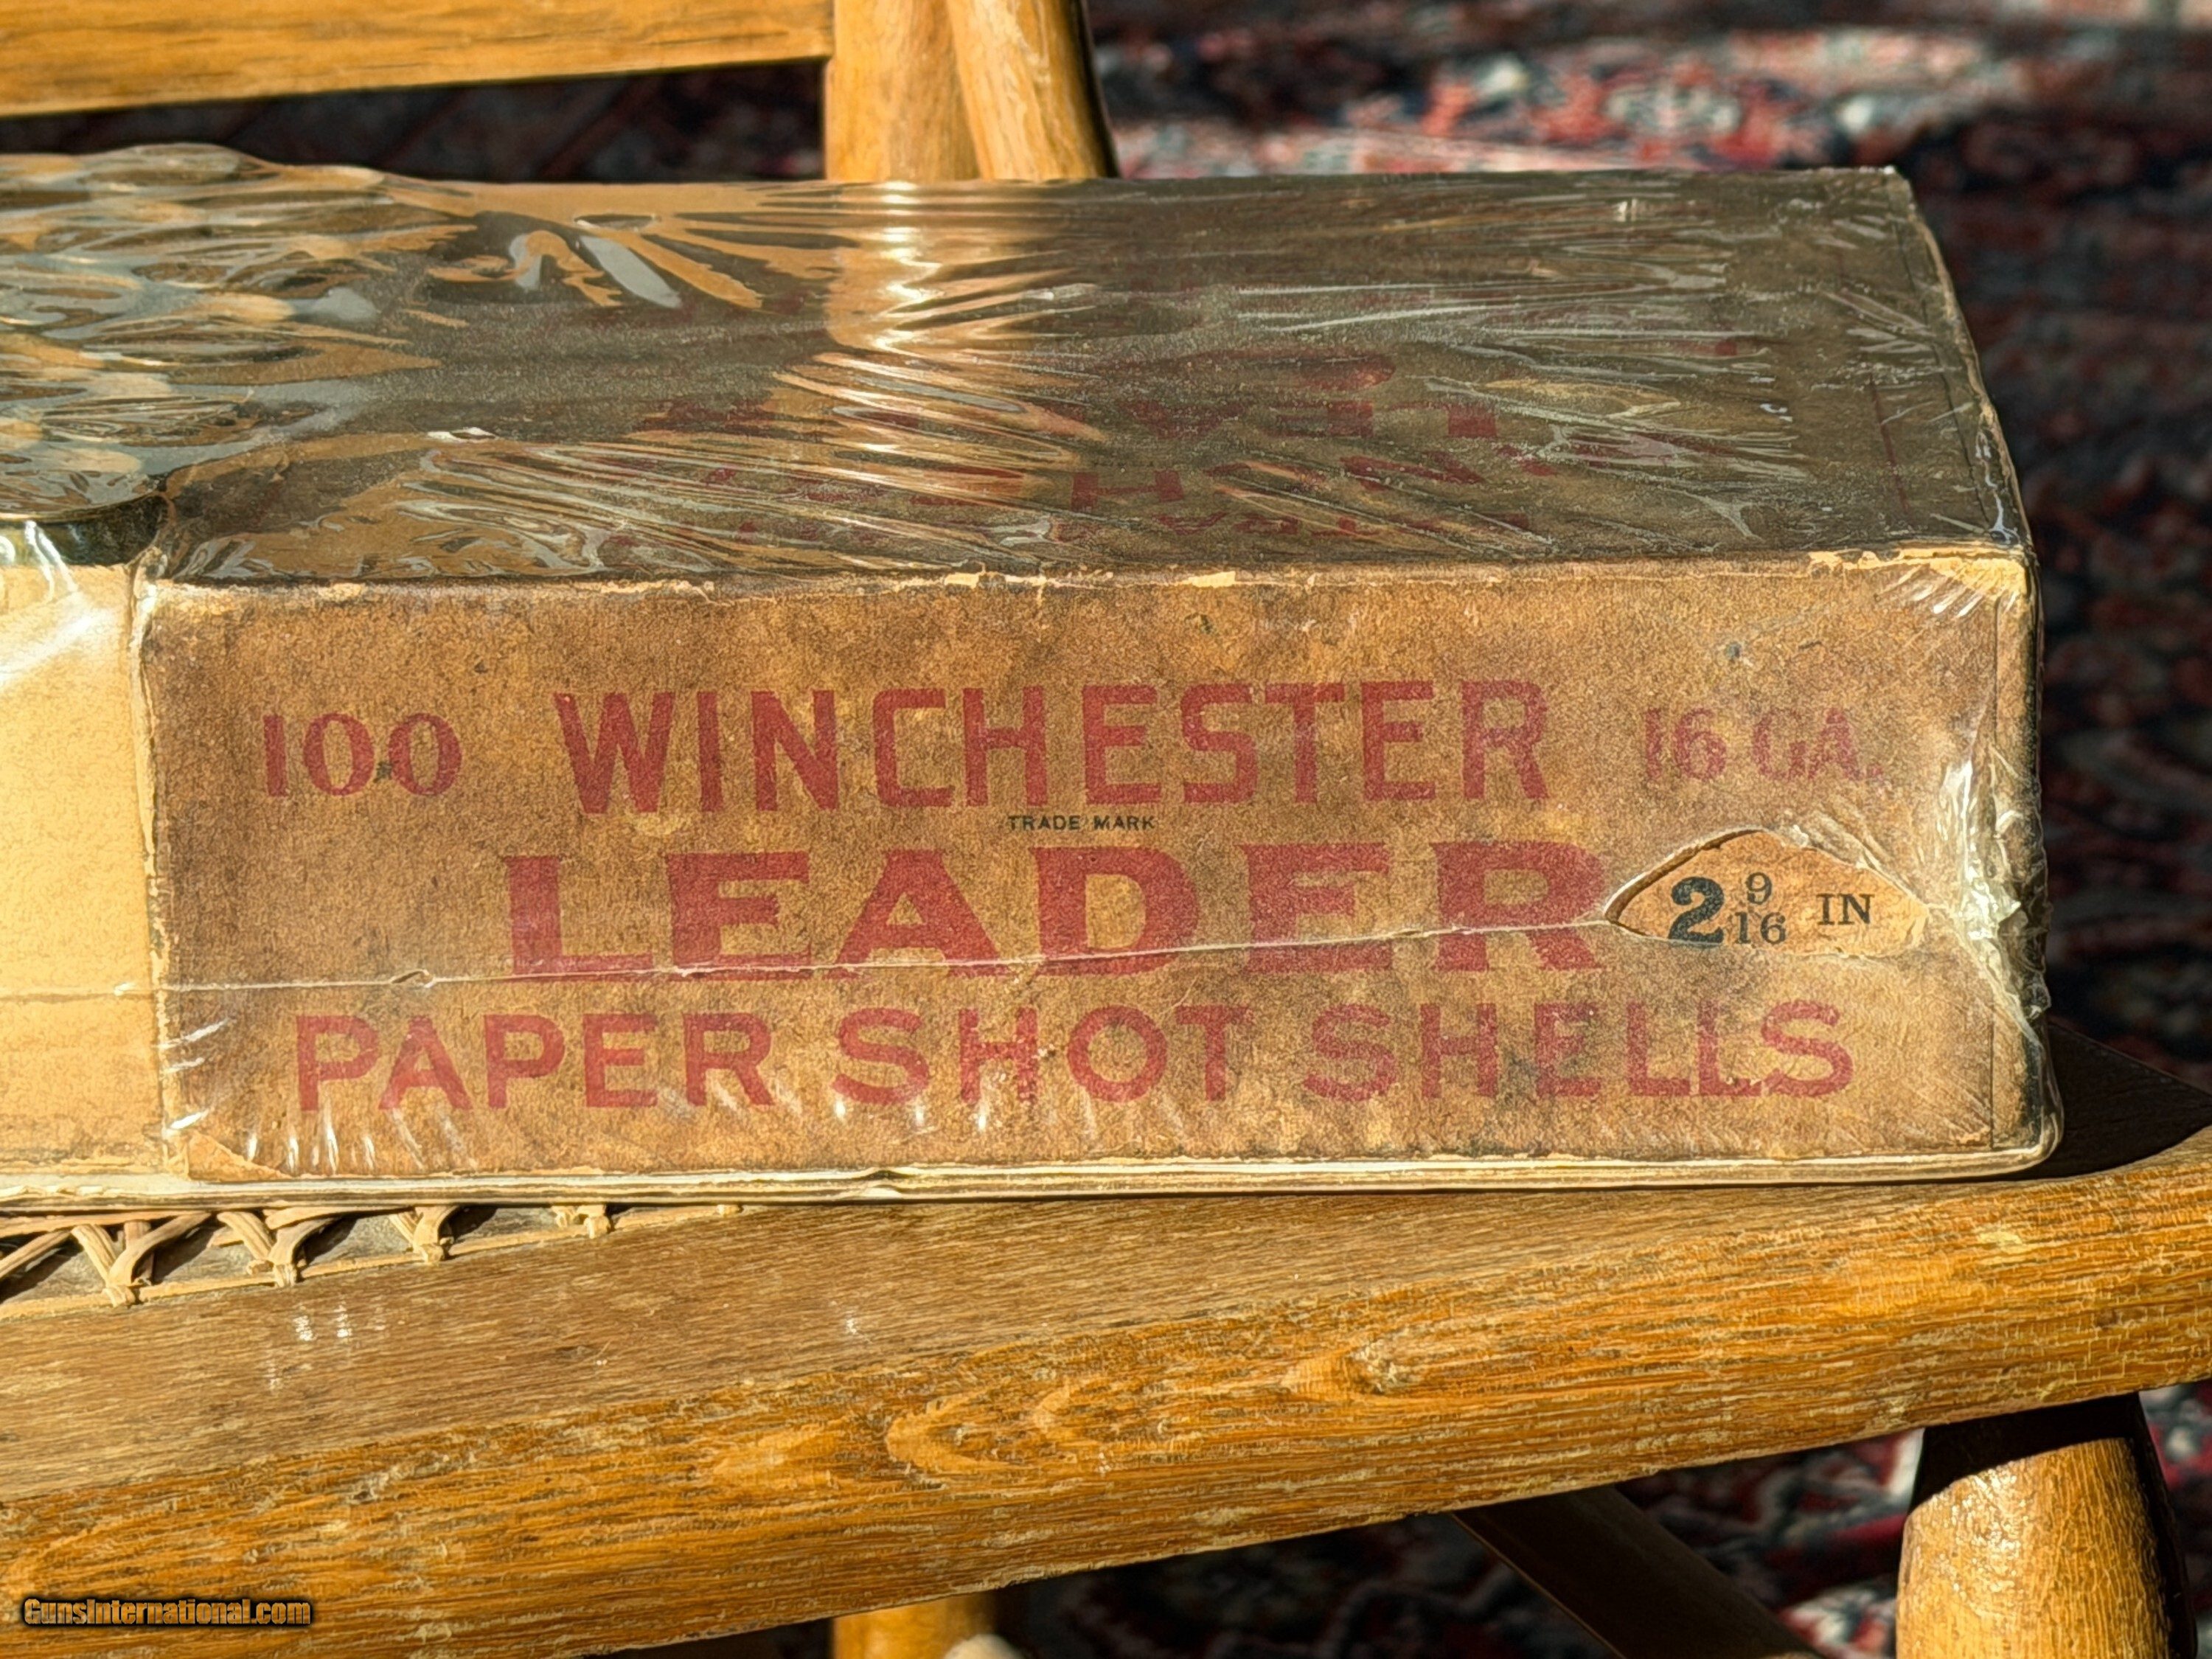 100 WINCHESTER 16 GA.
TRADE MARK
LEADER
2 9/16 IN
PAPER SHOT SHELLS
GunsInternational.com